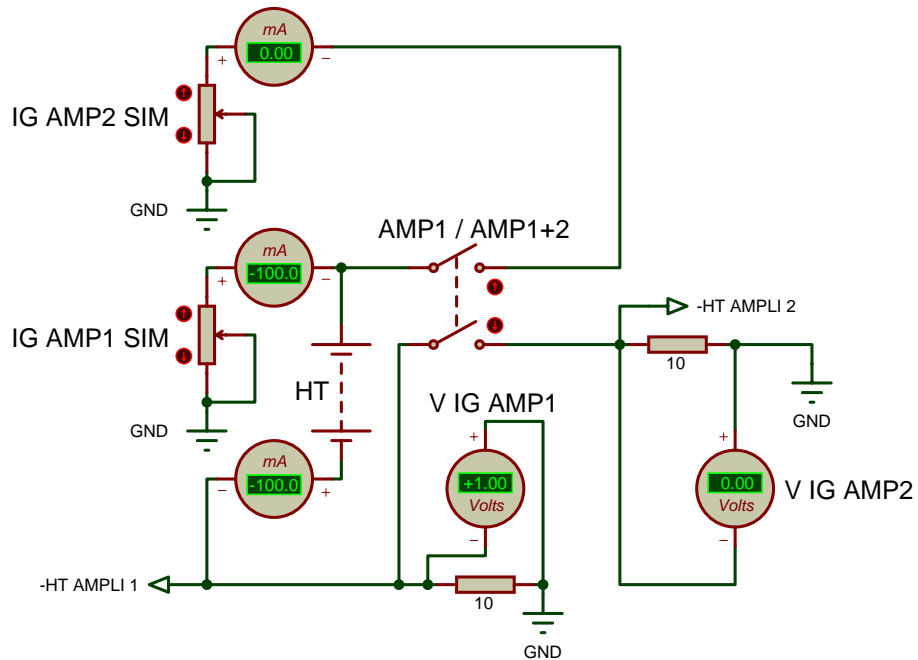 mA
0.00
+ −
IG AMP2 SIM
GND
AMP1 / AMP1+2
mA
-100.0
+ −
-HT AMPLI 2
IG AMP1 SIM
10
HT
V IG AMP1
GND
GND
+
+
mA
-100.0
− +
+1.00
Volts
−
0.00
Volts
−
V IG AMP2
-HT AMPLI 1
10
GND